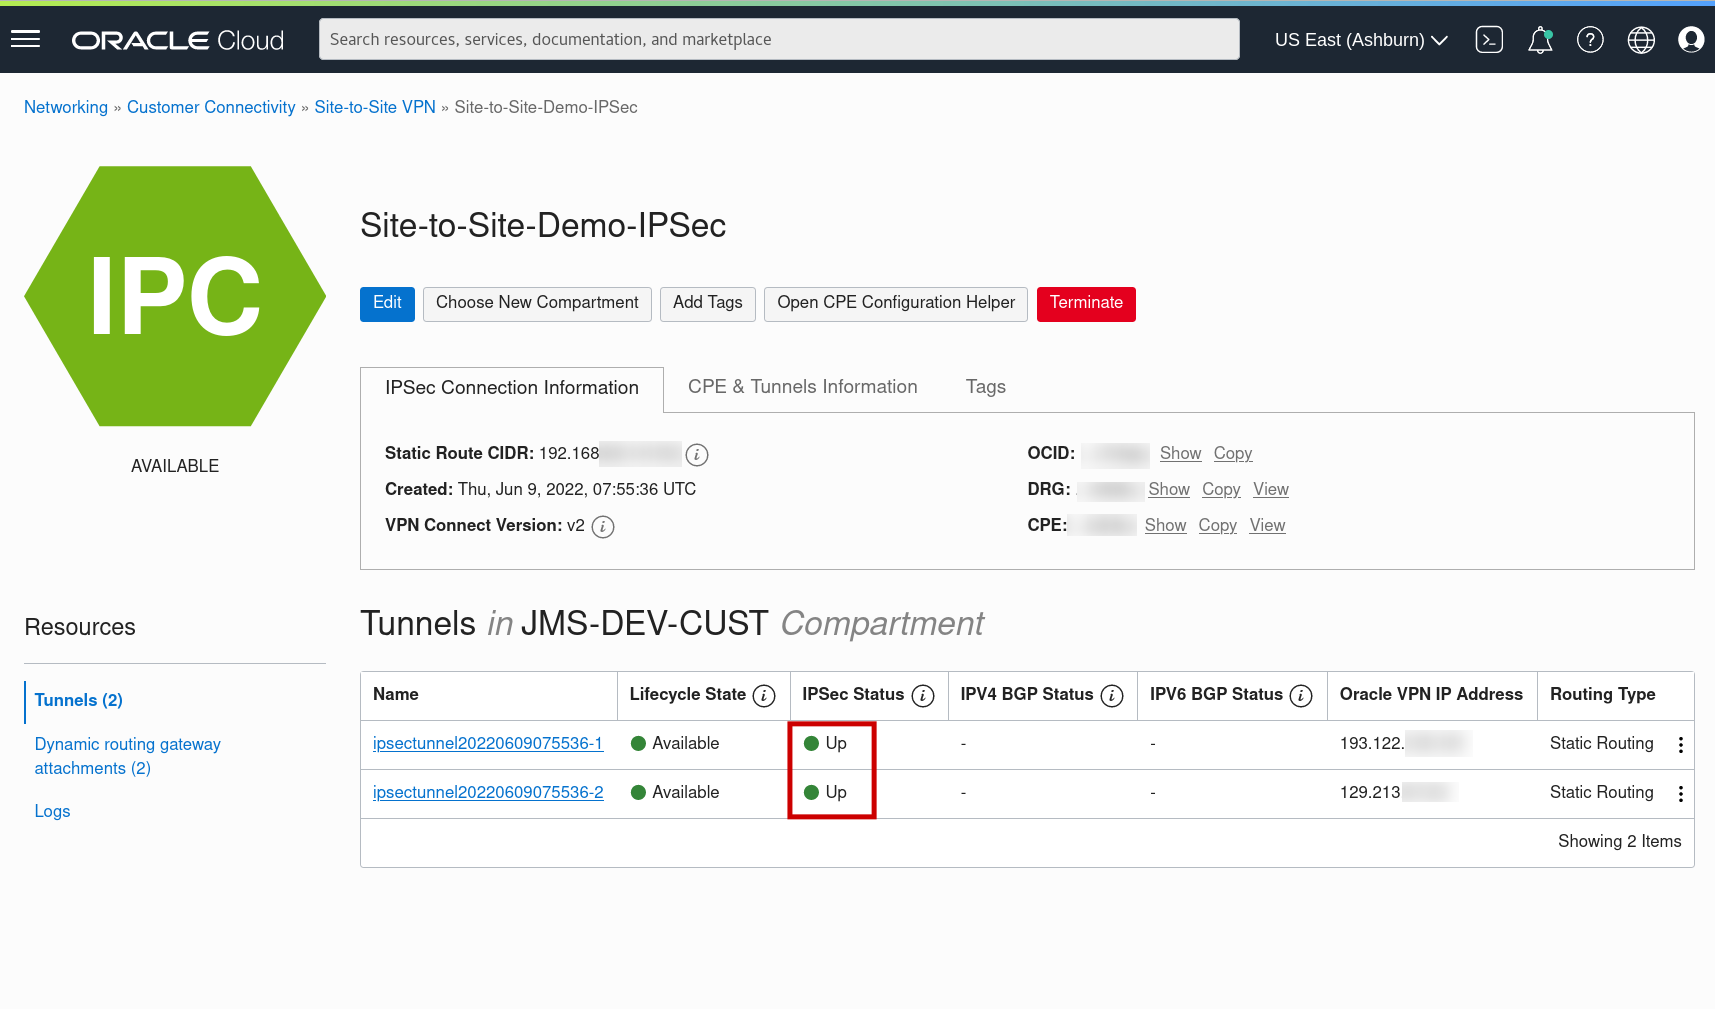 ORACLE Cloud
Search resources, services, documentation, and marketplace
US East (Ashburn)
Networking » Customer Connectivity » Site-to-Site VPN » Site-to-Site-Demo-IPSec
IPC
AVAILABLE
Site-to-Site-Demo-IPSec
Edit
Choose New Compartment
Add Tags
Open CPE Configuration Helper
Terminate
IPSec Connection Information
CPE & Tunnels Information
Tags
Static Route CIDR: 192.168
Created: Thu, Jun 9, 2022, 07:55:36 UTC
VPN Connect Version: v2
OCID: Show Copy
DRG: Show Copy View
CPE: Show Copy View
Resources
Tunnels (2)
Dynamic routing gateway
attachments (2)
Logs
Tunnels in JMS-DEV-CUST Compartment
Name Lifecycle State IPSec Status IPV4 BGP Status IPV6 BGP Status Oracle VPN IP Address Routing Type
ipsectunnel20220609075536-1 Available Up - - 193.122. Static Routing
ipsectunnel20220609075536-2 Available Up - - 129.213 Static Routing
Showing 2 Items